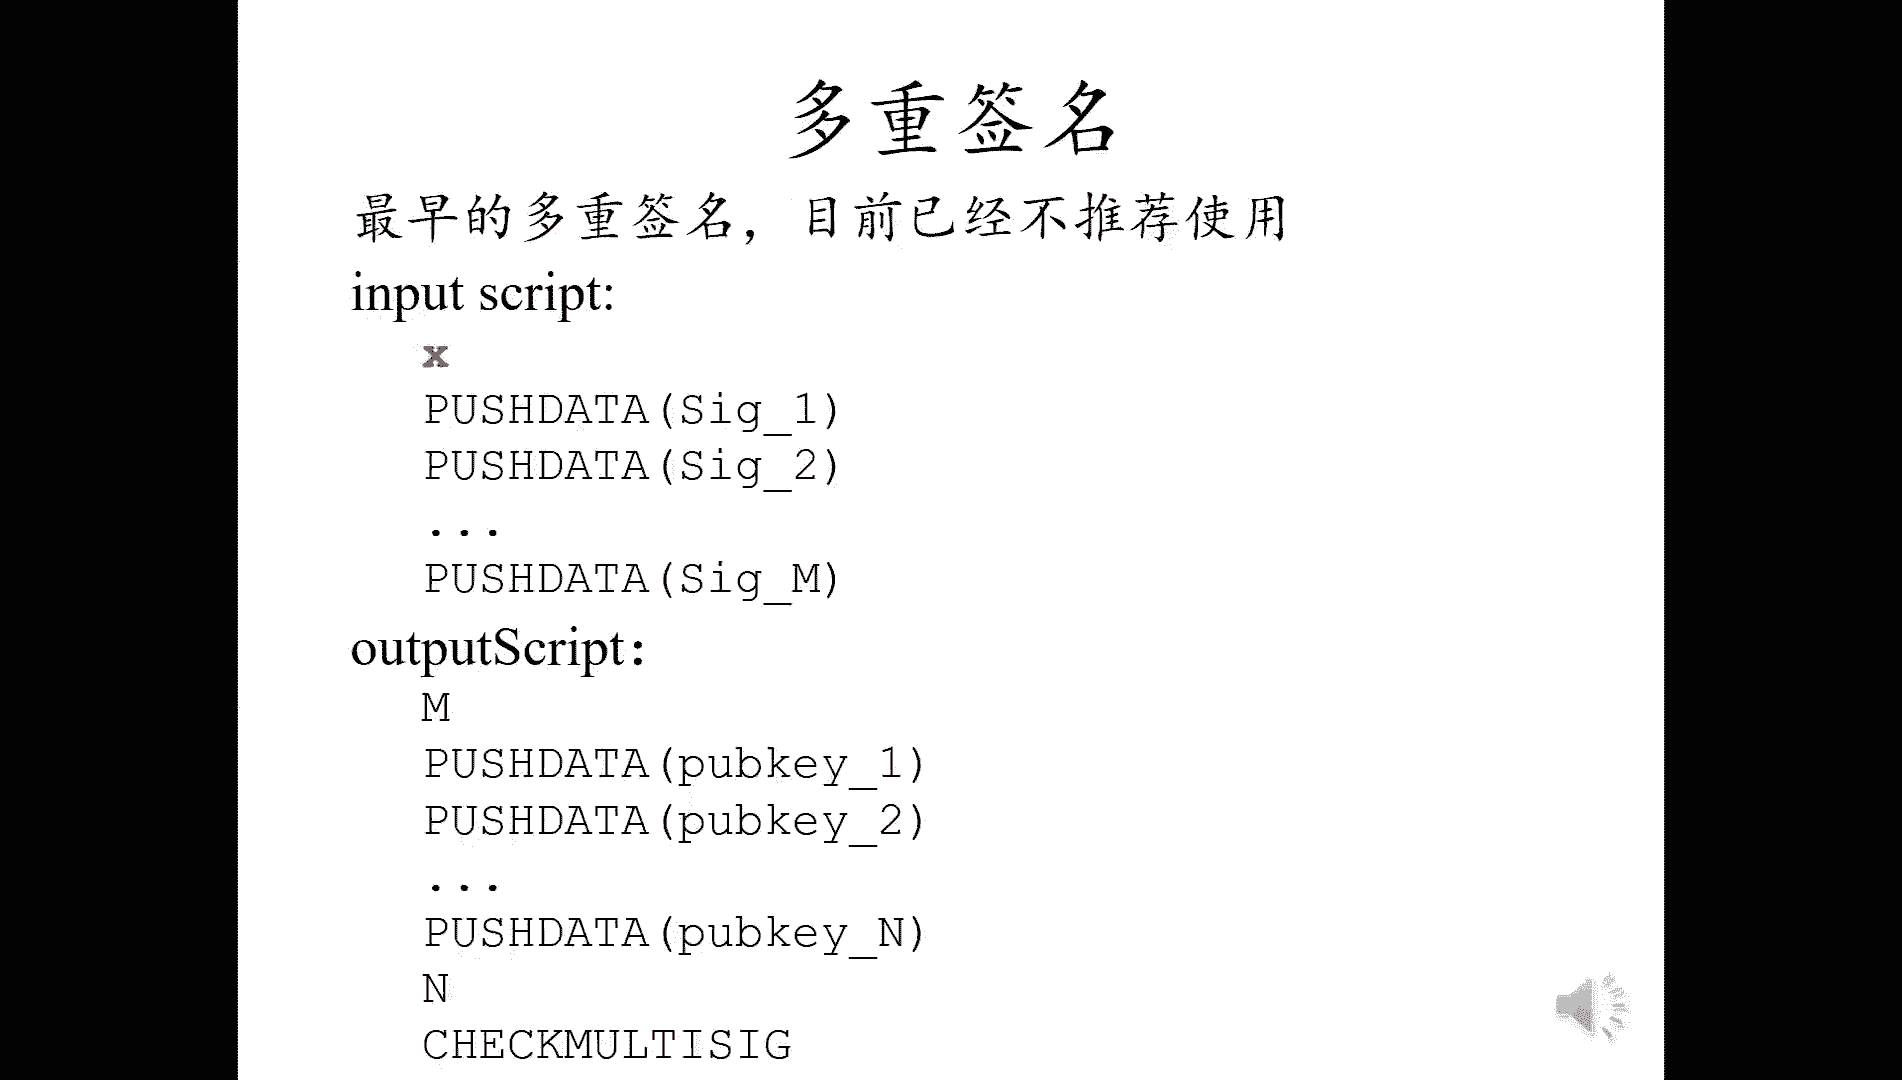 多重签名
最早的多重签名，目前已经不推荐使用
input script:
x
PUSHDATA(Sig_1)
PUSHDATA(Sig_2)
...
PUSHDATA(Sig_M)
outputScript:
M
PUSHDATA(pubkey_1)
PUSHDATA(pubkey_2)
...
PUSHDATA(pubkey_N)
N
CHECKMULTISIG